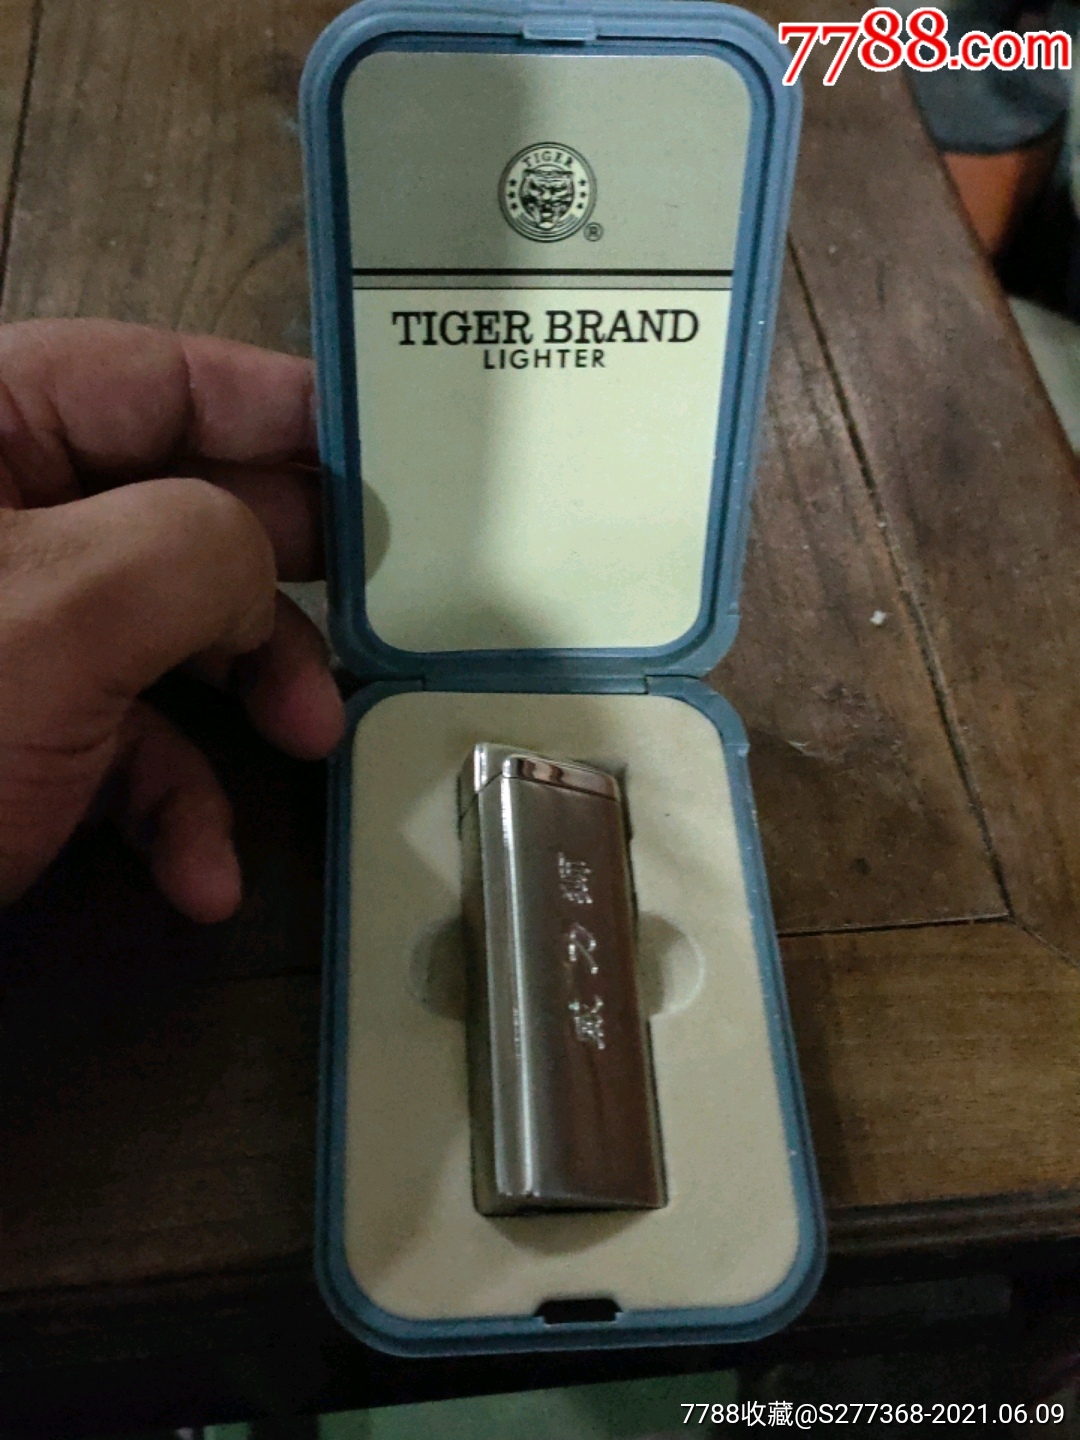 7788.com
TIGER
®
TIGER BRAND
LIGHTER
7788收藏@S277368-2021.06.09